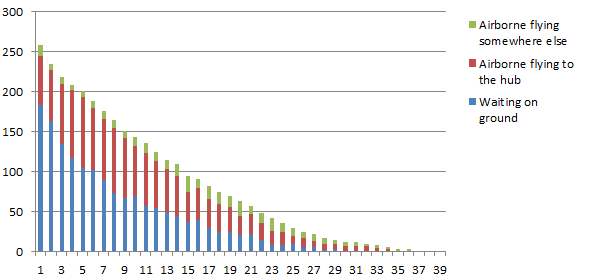 300
250
200
150
100
50
0
1 3 5 7 9 11 13 15 17 19 21 23 25 27 29 31 33 35 37 39
Airborne flying
somewhere else
Airborne flying to
the hub
Waiting on
ground